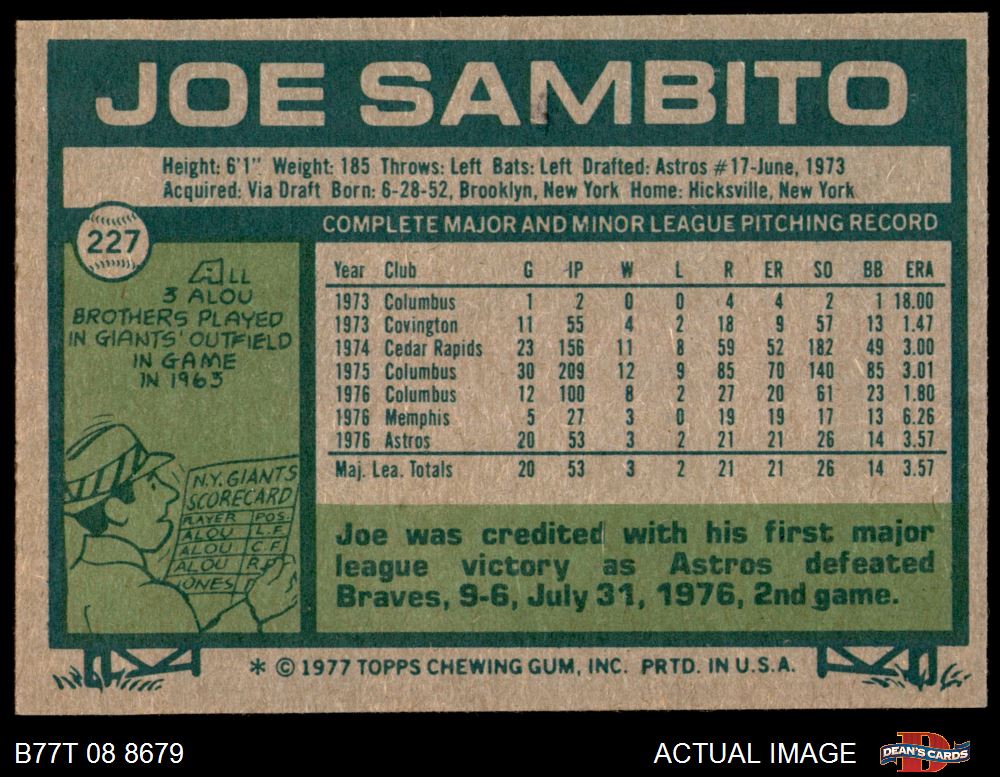 JOE SAMBITO
Height: 6'1" Weight: 185 Throws: Left Bats: Left Drafted: Astros #17-June, 1973
Acquired: Via Draft Born: 6-28-52, Brooklyn, New York Home: Hicksville, New York
227
COMPLETE MAJOR AND MINOR LEAGUE PITCHING RECORD
ALL
3 ALOU
BROTHERS PLAYED
IN GIANTS' OUTFIELD
IN GAME
IN 1963
N.Y. GIANTS
SCORECARD
PLAYER POS.
ALOU L.F.
ALOU C.F.
ALOU R.F.
JONES P
Year Club G IP W L R ER SO BB ERA
1973 Columbus 1 2 0 0 4 4 2 1 18.00
1973 Covington 11 55 4 2 18 9 57 13 1.47
1974 Cedar Rapids 23 156 11 8 59 52 182 49 3.00
1975 Columbus 30 209 12 9 85 70 140 85 3.01
1976 Columbus 12 100 8 2 27 20 61 23 1.80
1976 Memphis 5 27 3 0 19 19 17 13 6.26
1976 Astros 20 53 3 2 21 21 26 14 3.57
Maj. Lea. Totals 20 53 3 2 21 21 26 14 3.57
Joe was credited with his first major
league victory as Astros defeated
Braves, 9-6, July 31, 1976, 2nd game.
* © 1977 TOPPS CHEWING GUM, INC. PRTD. IN U.S.A.
B77T 08 8679
ACTUAL IMAGE
DEAN'S CARDS